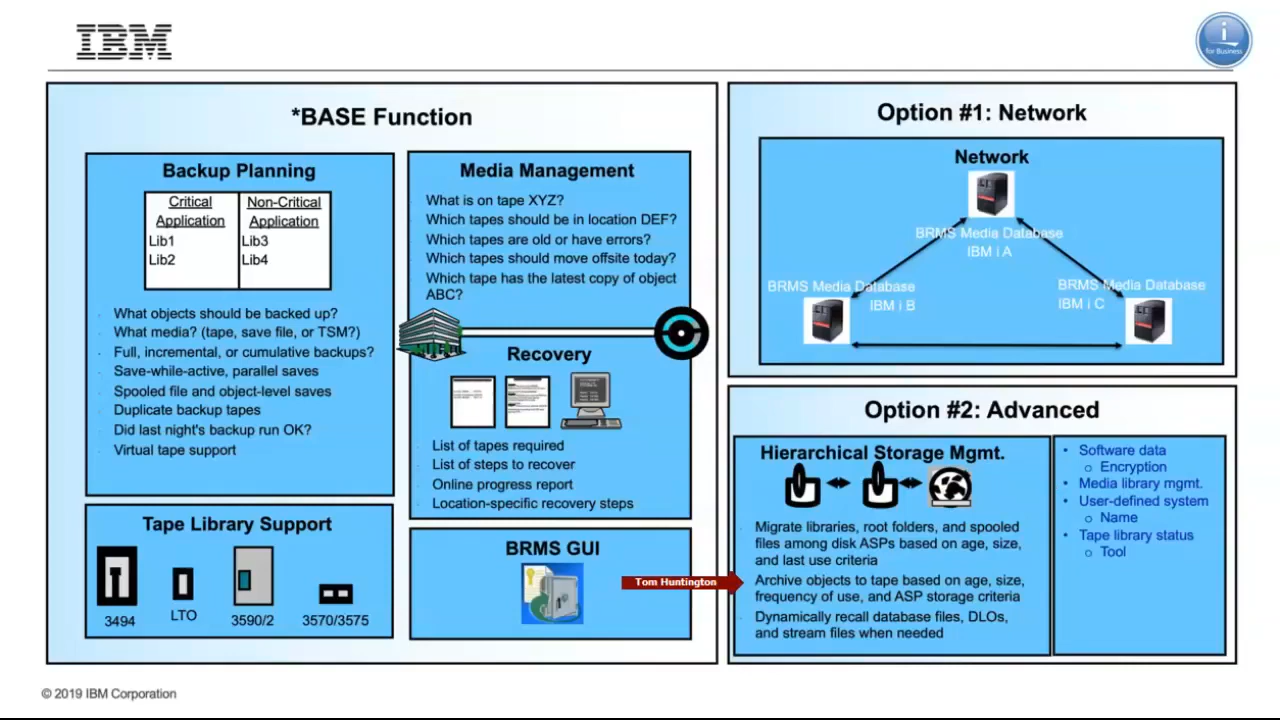 IBM
i
for Business
*BASE Function
Backup Planning
Critical
Application
Lib1
Lib2
Non-Critical
Application
Lib3
Lib4
What objects should be backed up?
What media? (tape, save file, or TSM?)
Full, incremental, or cumulative backups?
Save-while-active, parallel saves
Spooled file and object-level saves
Duplicate backup tapes
Did last night's backup run OK?
Virtual tape support
Media Management
What is on tape XYZ?
Which tapes should be in location DEF?
Which tapes are old or have errors?
Which tapes should move offsite today?
Which tape has the latest copy of object
ABC?
Recovery
List of tapes required
List of steps to recover
Online progress report
Location-specific recovery steps
Tape Library Support
3494
LTO
3590/2
3570/3575
BRMS GUI
Tom Huntington
Option #1: Network
Network
BRMS Media Database
IBM i A
BRMS Media Database
IBM i B
BRMS Media Database
IBM i C
Option #2: Advanced
Hierarchical Storage Mgmt.
Migrate libraries, root folders, and spooled
files among disk ASPs based on age, size,
and last use criteria
Archive objects to tape based on age, size,
frequency of use, and ASP storage criteria
Dynamically recall database files, DLOs,
and stream files when needed
• Software data
o Encryption
• Media library mgmt.
• User-defined system
o Name
• Tape library status
o Tool
© 2019 IBM Corporation